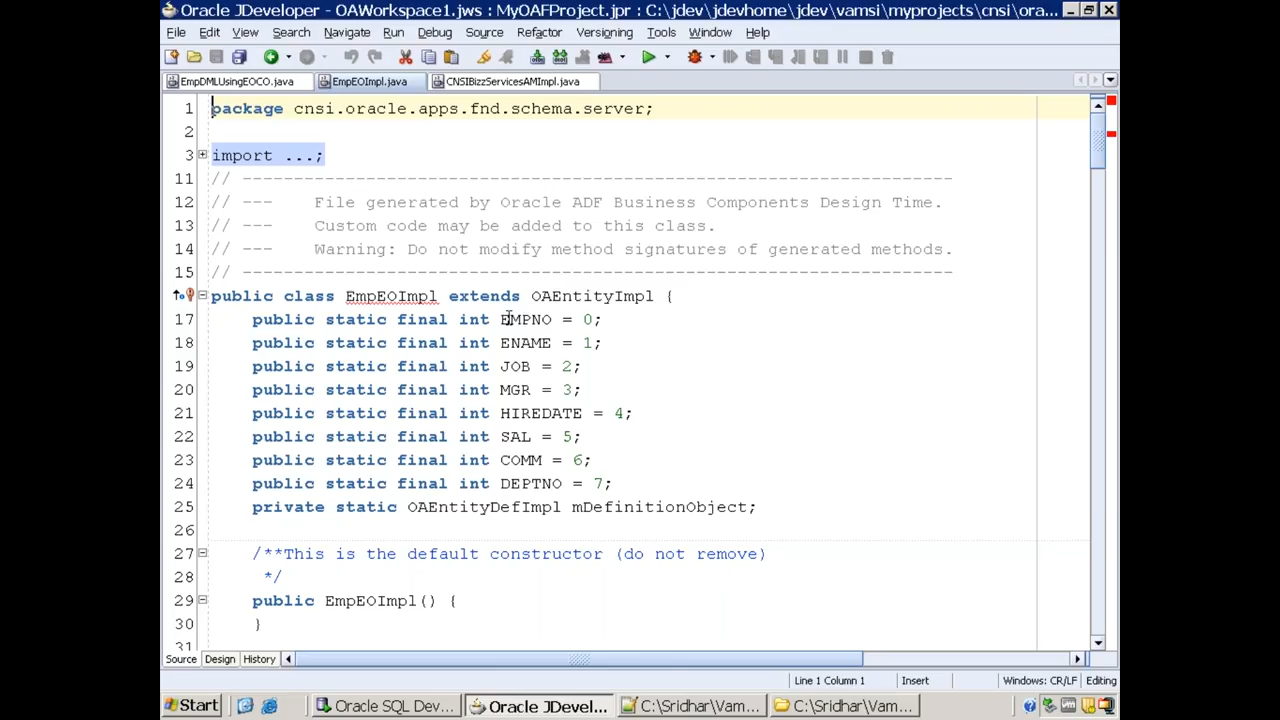 Oracle JDeveloper - OAWorkspace1.jws : MyOAFProject.jpr : C:\jdev\jdevhome\jdev\vamsi\myprojects\cnsi\ora...
File Edit View Search Navigate Run Debug Source Refactor Versioning Tools Window Help
EmpDMLUsingEOCO.java EmpEOImpl.java CNSIBizzServicesAMImpl.java
1 package cnsi.oracle.apps.fnd.schema.server;
2
3 import ...;
11 // ---------------------------------------------------------------------
12 // --- File generated by Oracle ADF Business Components Design Time.
13 // --- Custom code may be added to this class.
14 // --- Warning: Do not modify method signatures of generated methods.
15 // ---------------------------------------------------------------------
public class EmpEOImpl extends OAEntityImpl {
17 public static final int EMPNO = 0;
18 public static final int ENAME = 1;
19 public static final int JOB = 2;
20 public static final int MGR = 3;
21 public static final int HIREDATE = 4;
22 public static final int SAL = 5;
23 public static final int COMM = 6;
24 public static final int DEPTNO = 7;
25 private static OAEntityDefImpl mDefinitionObject;
26
27 /**This is the default constructor (do not remove)
28 */
29 public EmpEOImpl() {
30 }
31
Source Design History
Line 1 Column 1 Insert Windows: CR/LF Editing
Start Oracle SQL Dev... Oracle JDevel... C:\Sridhar\Vam... C:\Sridhar\Vam...